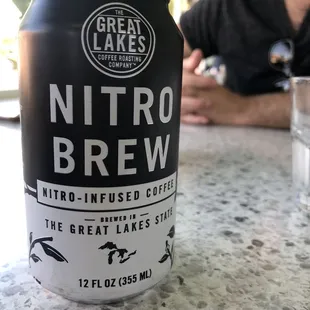 THE
GREAT
LAKES
COFFEE ROASTING
COMPANY™
NITRO
BREW
NITRO-INFUSED COFFEE
BREWED IN
THE GREAT LAKES STATE
12 FL OZ (355 ML)